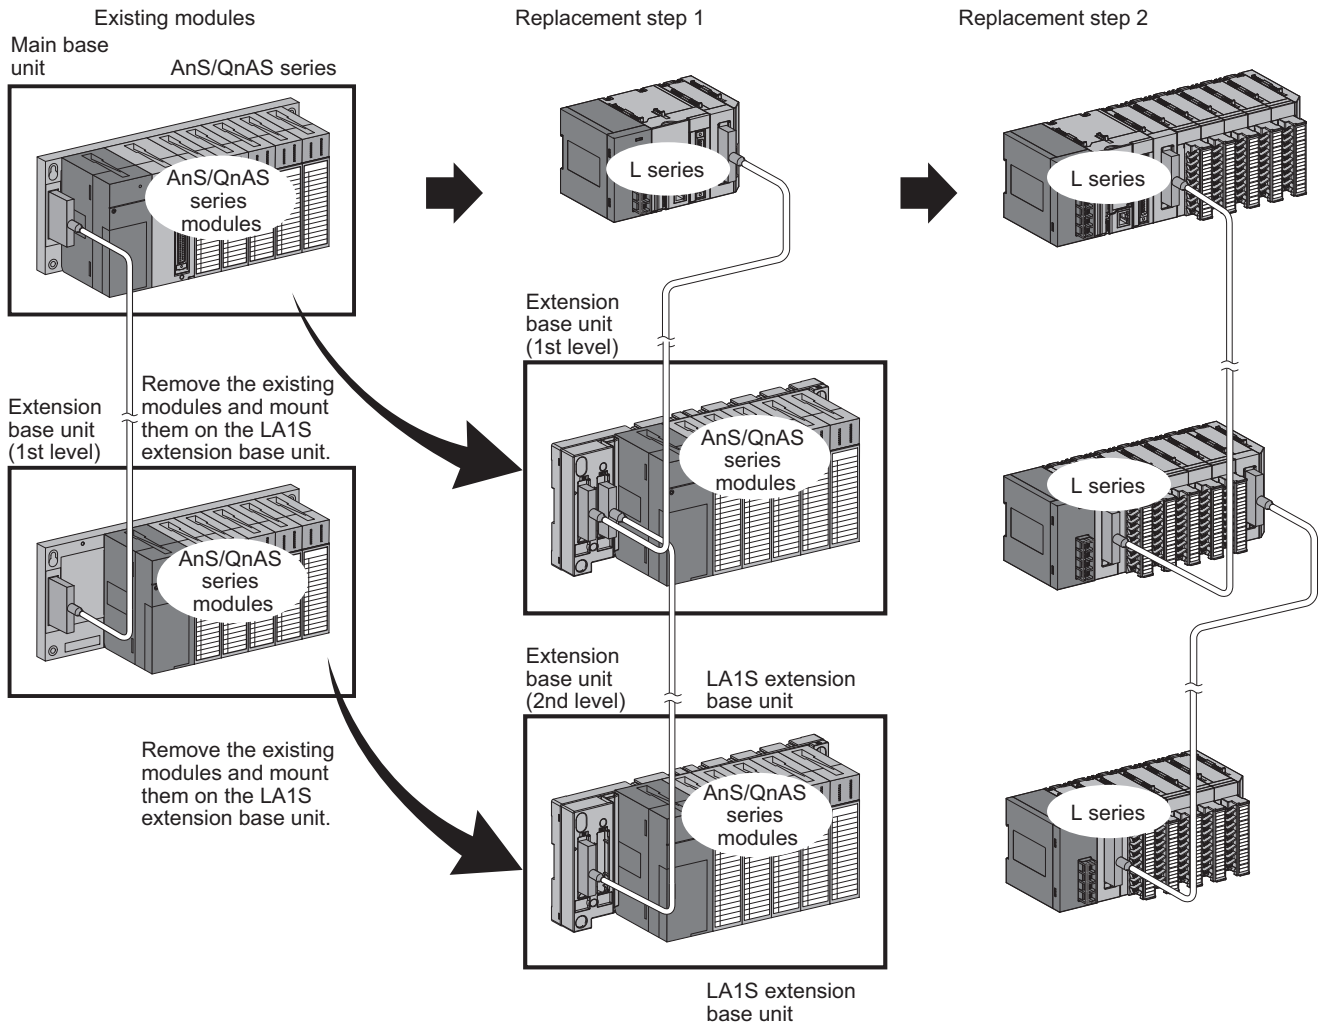 Existing modules
Replacement step 1
Replacement step 2
Main base
unit
AnS/QnAS series
AnS/QnAS
series
modules
L series
L series
Extension
base unit
(1st level)
Remove the existing
modules and mount
them on the LA1S
extension base unit.
Extension
base unit
(1st level)
AnS/QnAS
series
modules
L series
AnS/QnAS
series
modules
Extension
base unit
(2nd level)
LA1S extension
base unit
Remove the existing
modules and mount
them on the LA1S
extension base unit.
AnS/QnAS
series
modules
L series
LA1S extension
base unit